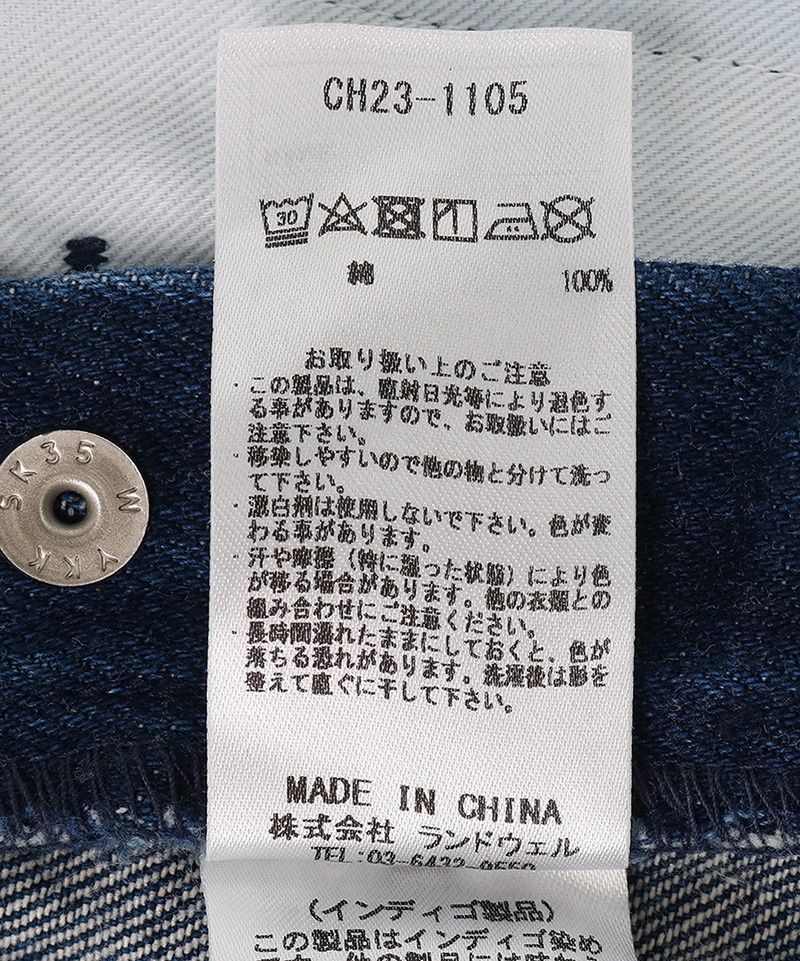 CH23-1105
30
綿 100%
お取り扱い上のご注意
・この製品は、直射日光等により退色す
る事がありますので、お取扱いにはご
注意下さい。
・移染しやすいので他の物と分けて洗っ
て下さい。
・漂白剤は使用しないで下さい。色が変
わる事があります。
・汗や摩擦（特に湿った状態）により色
が移る場合があります。他の衣類との
組み合わせにご注意ください。
・長時間濡れたままにしておくと、色が
落ちる恐れがあります。洗濯後は形を
整えて直ぐに干して下さい。
MADE IN CHINA
株式会社 ランドウェル
TEL:03-6432-
（インディゴ製品）
この製品はインディゴ染め
YKK SK35 W